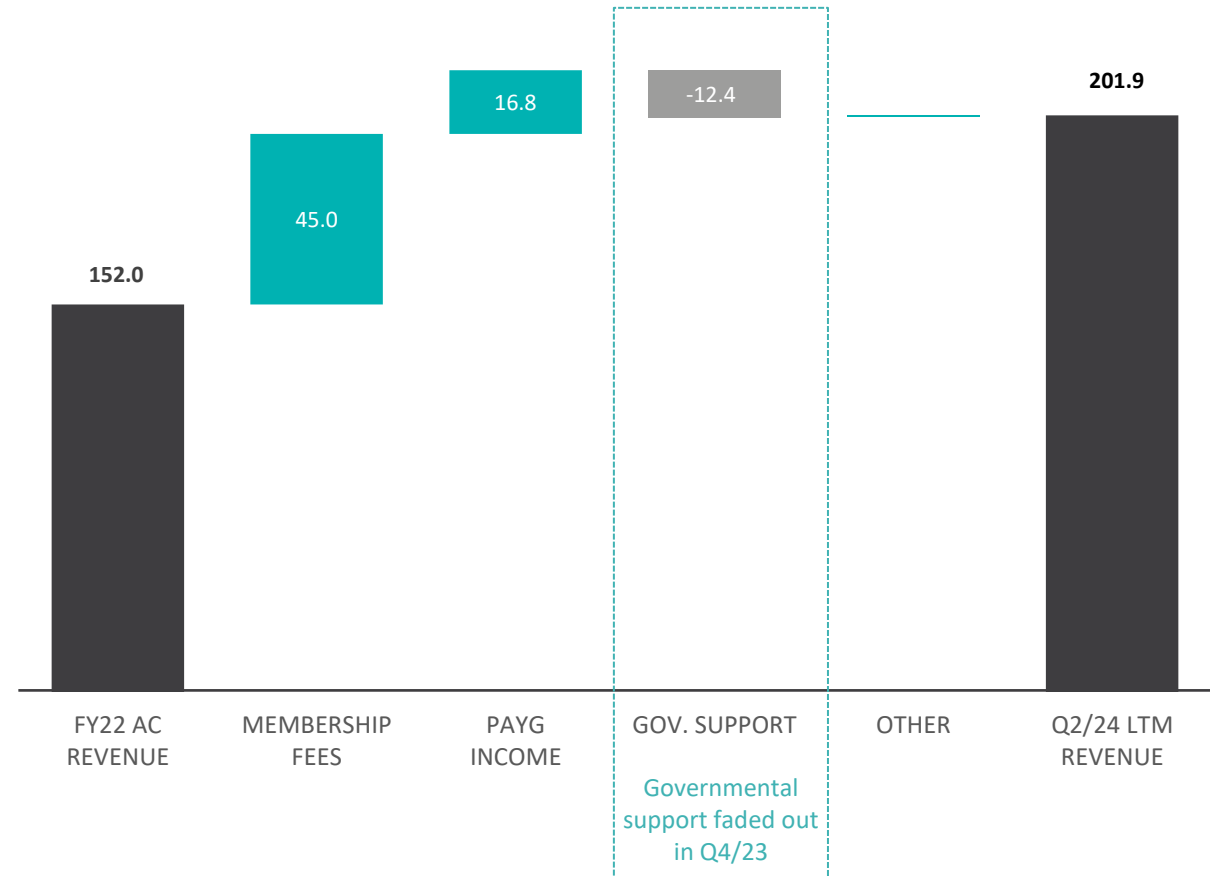 152.0
45.0
16.8
-12.4
201.9
FY22 AC
REVENUE
MEMBERSHIP
FEES
PAYG
INCOME
GOV. SUPPORT
Governmental
support faded out
in Q4/23
OTHER
Q2/24 LTM
REVENUE